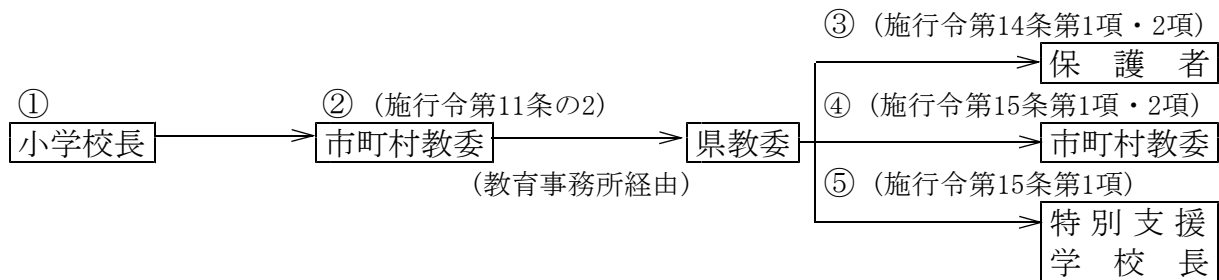 ③ (施行令第14条第1項・2項)
保護者
① 
小学校長
② (施行令第11条の2)
市町村教委
(教育事務所経由)
県教委
④ (施行令第15条第1項・2項)
市町村教委
⑤ (施行令第15条第1項)
特別支援
学校長